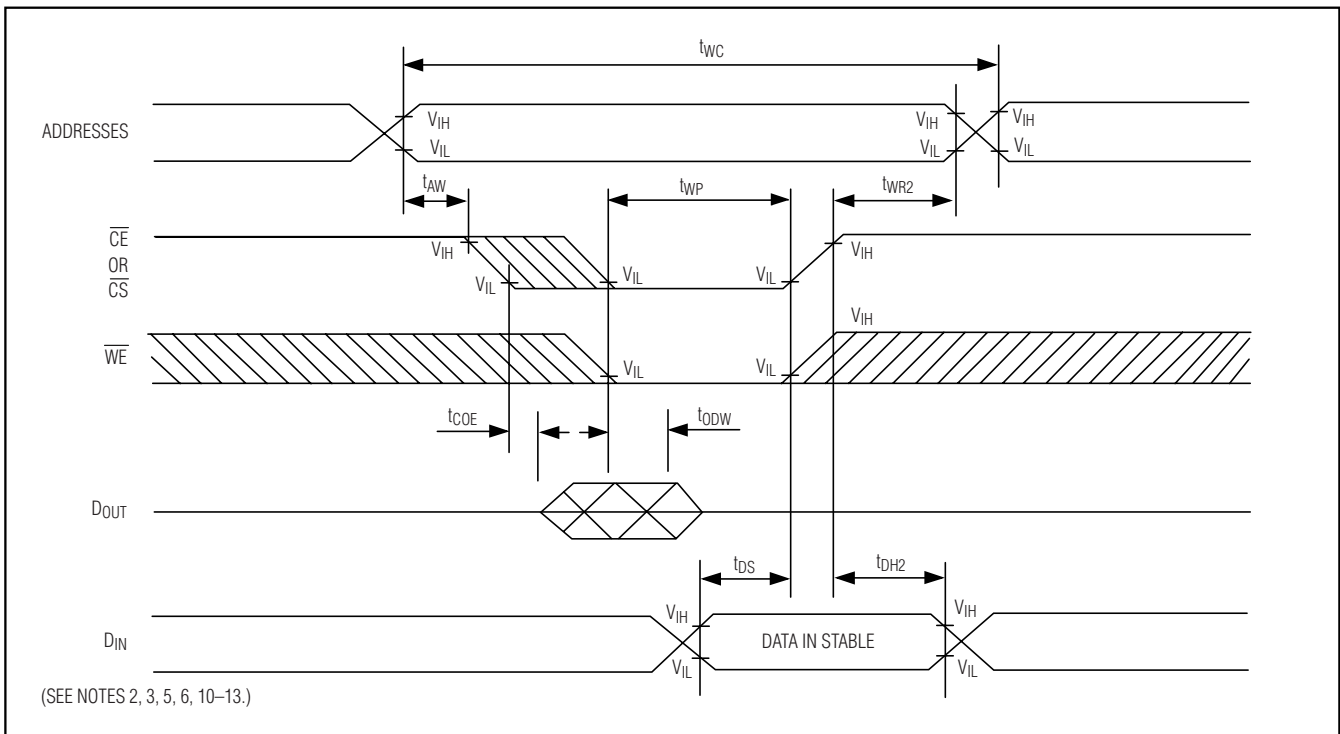 tWC
ADDRESSES
VIH
VIL
VIH
VIL
VIH
VIL
tAW
tWP
tWR2
CE
OR
CS
VIH
VIL
VIL
VIL
VIH
WE
VIL
VIL
VIH
tCOE
tODW
DOUT
tDS
tDH2
DIN
VIH
VIL
DATA IN STABLE
VIH
VIL
(SEE NOTES 2, 3, 5, 6, 10–13.)